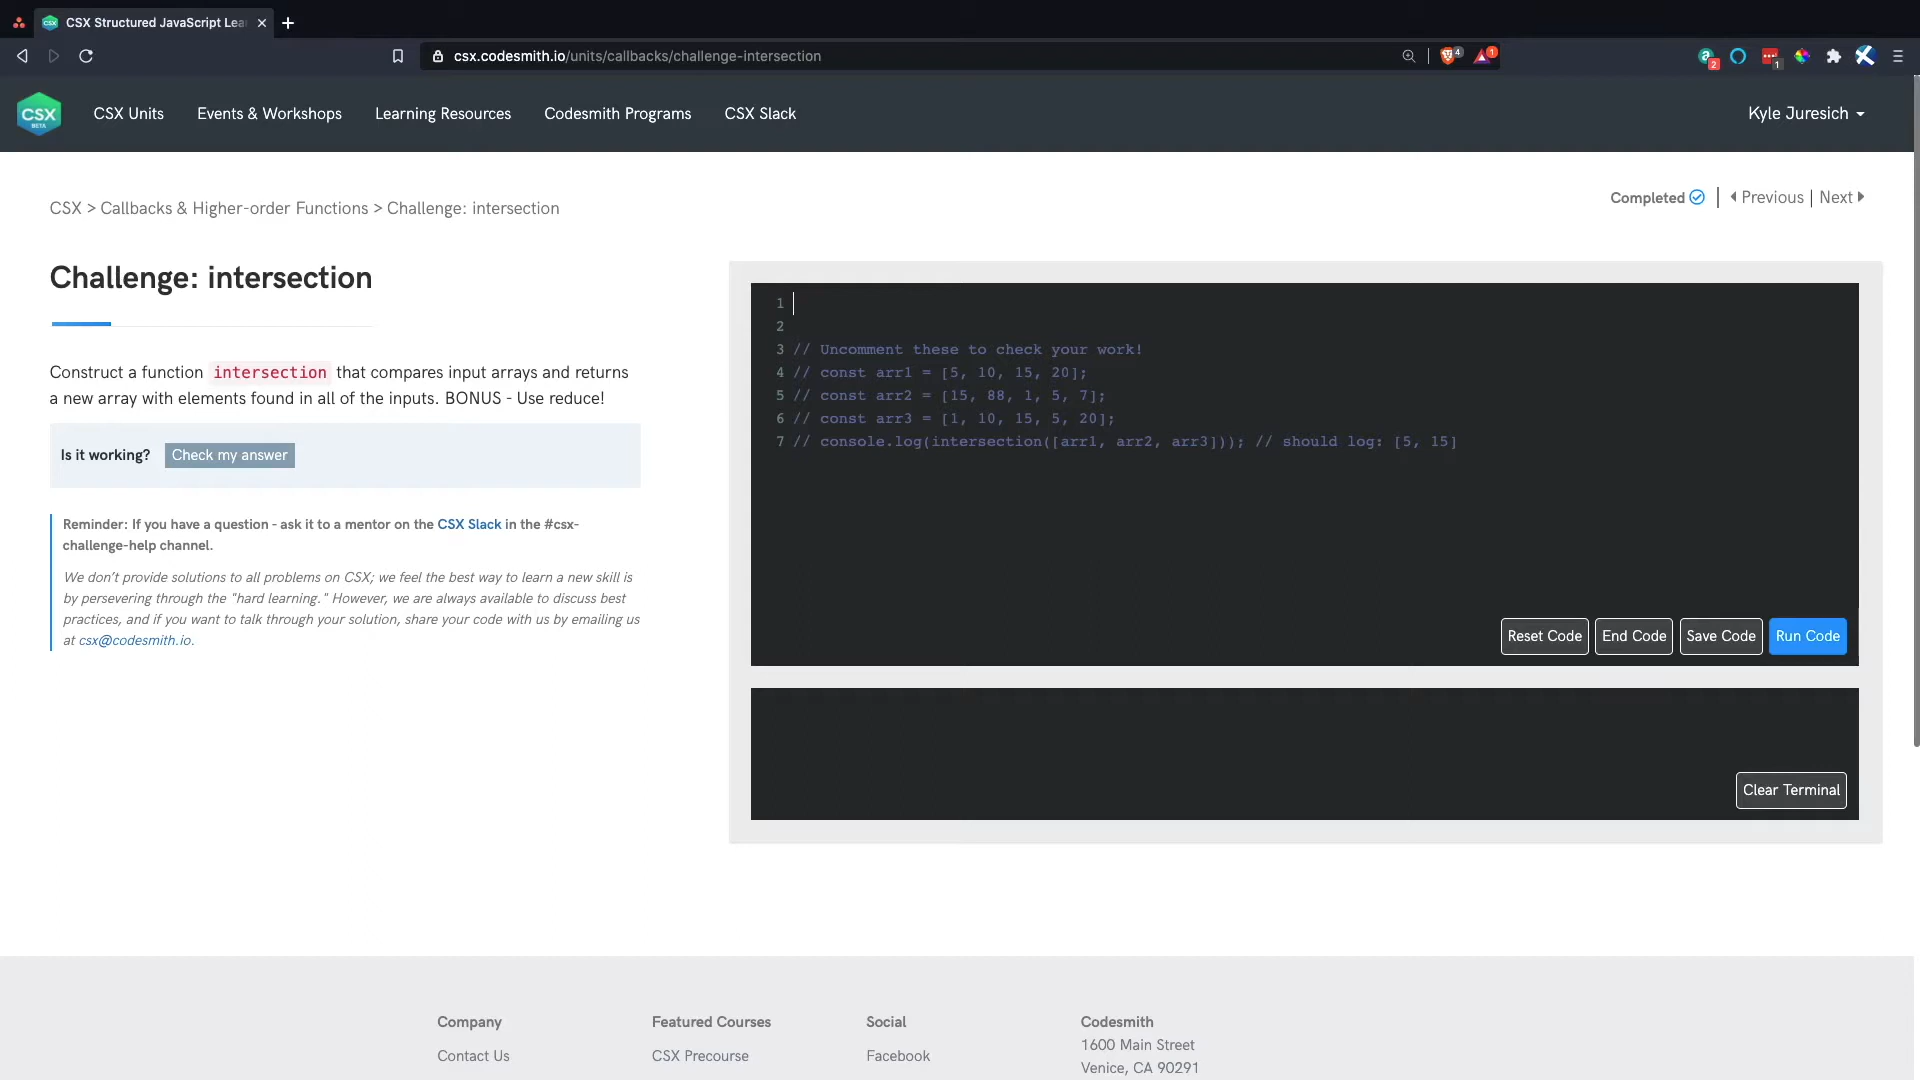 CSX Structured JavaScript Lea
csx.codesmith.io/units/callbacks/challenge-intersection
4
1
2
1
CSX
BETA
CSX Units
Events & Workshops
Learning Resources
Codesmith Programs
CSX Slack
Kyle Juresich
CSX > Callbacks & Higher-order Functions > Challenge: intersection
Completed
Previous | Next
Challenge: intersection
Construct a function intersection that compares input arrays and returns
a new array with elements found in all of the inputs. BONUS - Use reduce!
Is it working? Check my answer
Reminder: If you have a question - ask it to a mentor on the CSX Slack in the #csx-
challenge-help channel.
We don’t provide solutions to all problems on CSX; we feel the best way to learn a new skill is
by persevering through the "hard learning." However, we are always available to discuss best
practices, and if you want to talk through your solution, share your code with us by emailing us
at csx@codesmith.io.
1
2
3 // Uncomment these to check your work!
4 // const arr1 = [5, 10, 15, 20];
5 // const arr2 = [15, 88, 1, 5, 7];
6 // const arr3 = [1, 10, 15, 5, 20];
7 // console.log(intersection([arr1, arr2, arr3])); // should log: [5, 15]
Reset Code
End Code
Save Code
Run Code
Clear Terminal
Company
Contact Us
Featured Courses
CSX Precourse
Social
Facebook
Codesmith
1600 Main Street
Venice, CA 90291